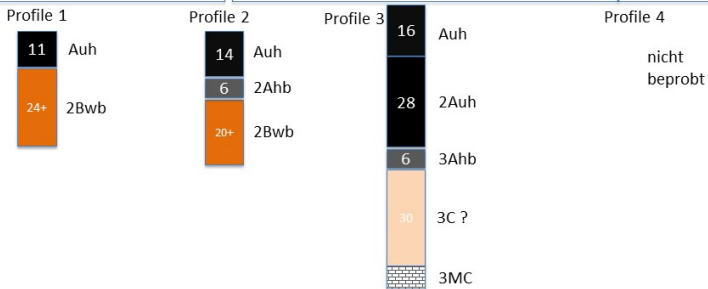 Profile 1
11 Auh
24+ 2Bwb
Profile 2
14 Auh
6 2Ahb
20+ 2Bwb
Profile 3
16 Auh
28 2Auh
6 3Ahb
30 3C ?
3MC
Profile 4
nicht
beprobt